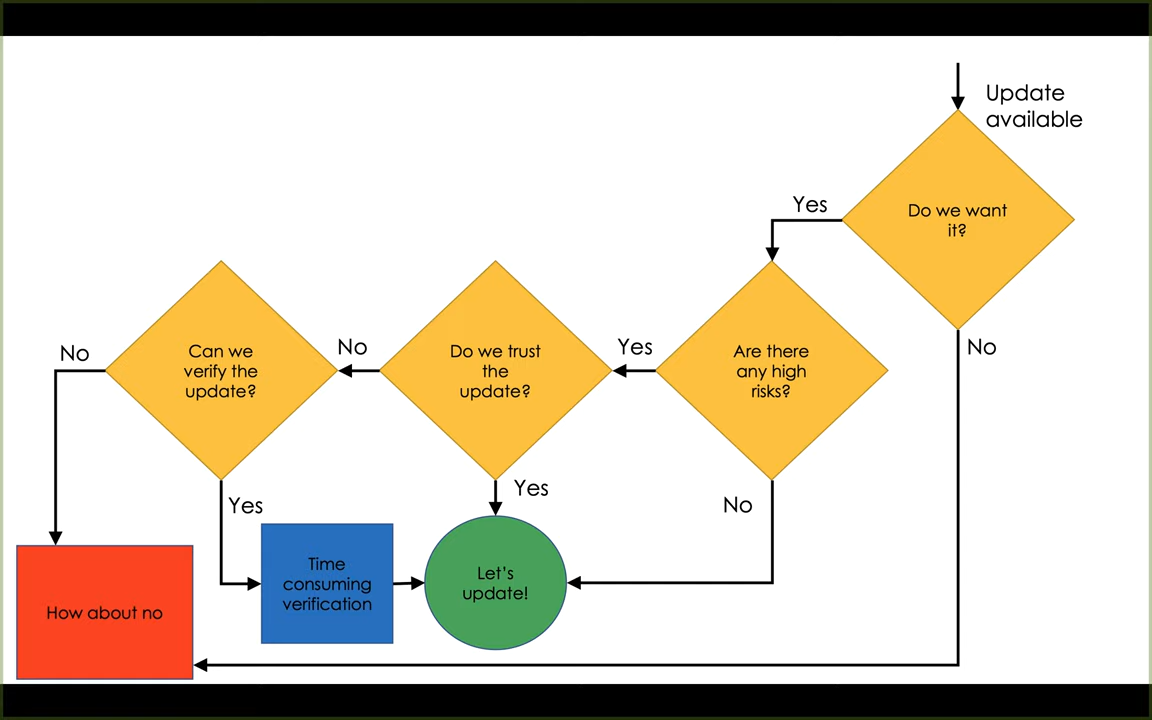 Update
available
Do we want
it?
Yes
No
Are there
any high
risks?
Yes
No
Do we trust
the
update?
No
Yes
Can we
verify the
update?
No
Yes
Time
consuming
verification
Let’s
update!
How about no